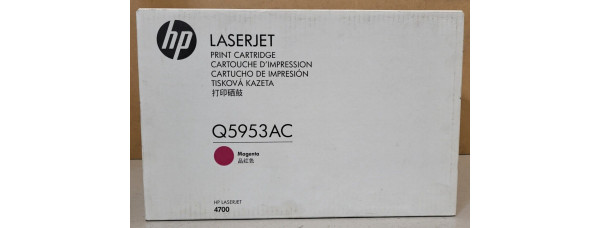 hp
LASERJET
PRINT CARTRIDGE
CARTOUCHE D'IMPRESSION
CARTUCHO DE IMPRESIÓN
TISKOVÁ KAZETA
打印硒鼓
Q5953AC
Magenta
品红色
HP LASERJET
4700